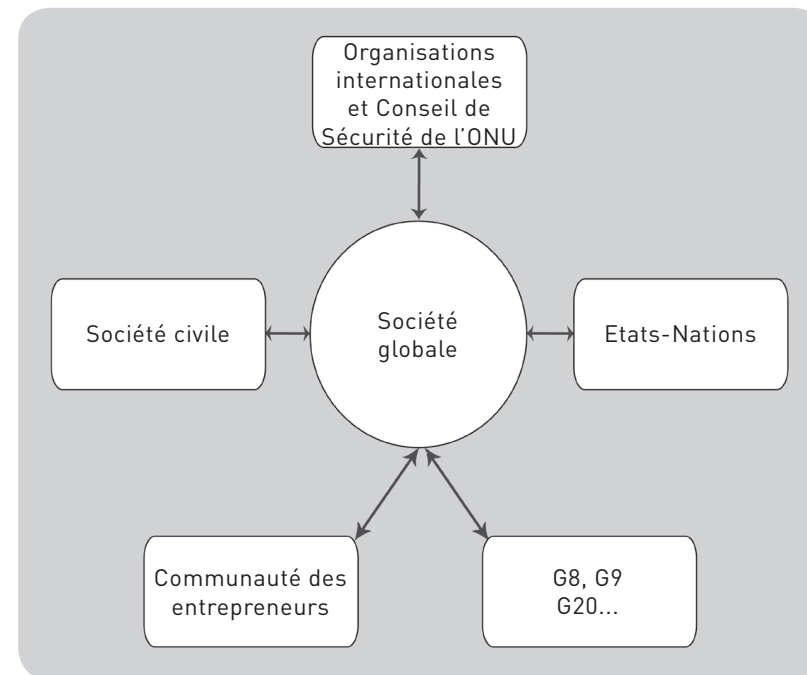 Organisations
internationales
et Conseil de
Sécurité de l'ONU
Société civile
Société
globale
Etats-Nations
Communauté des
entrepreneurs
G8, G9
G20...